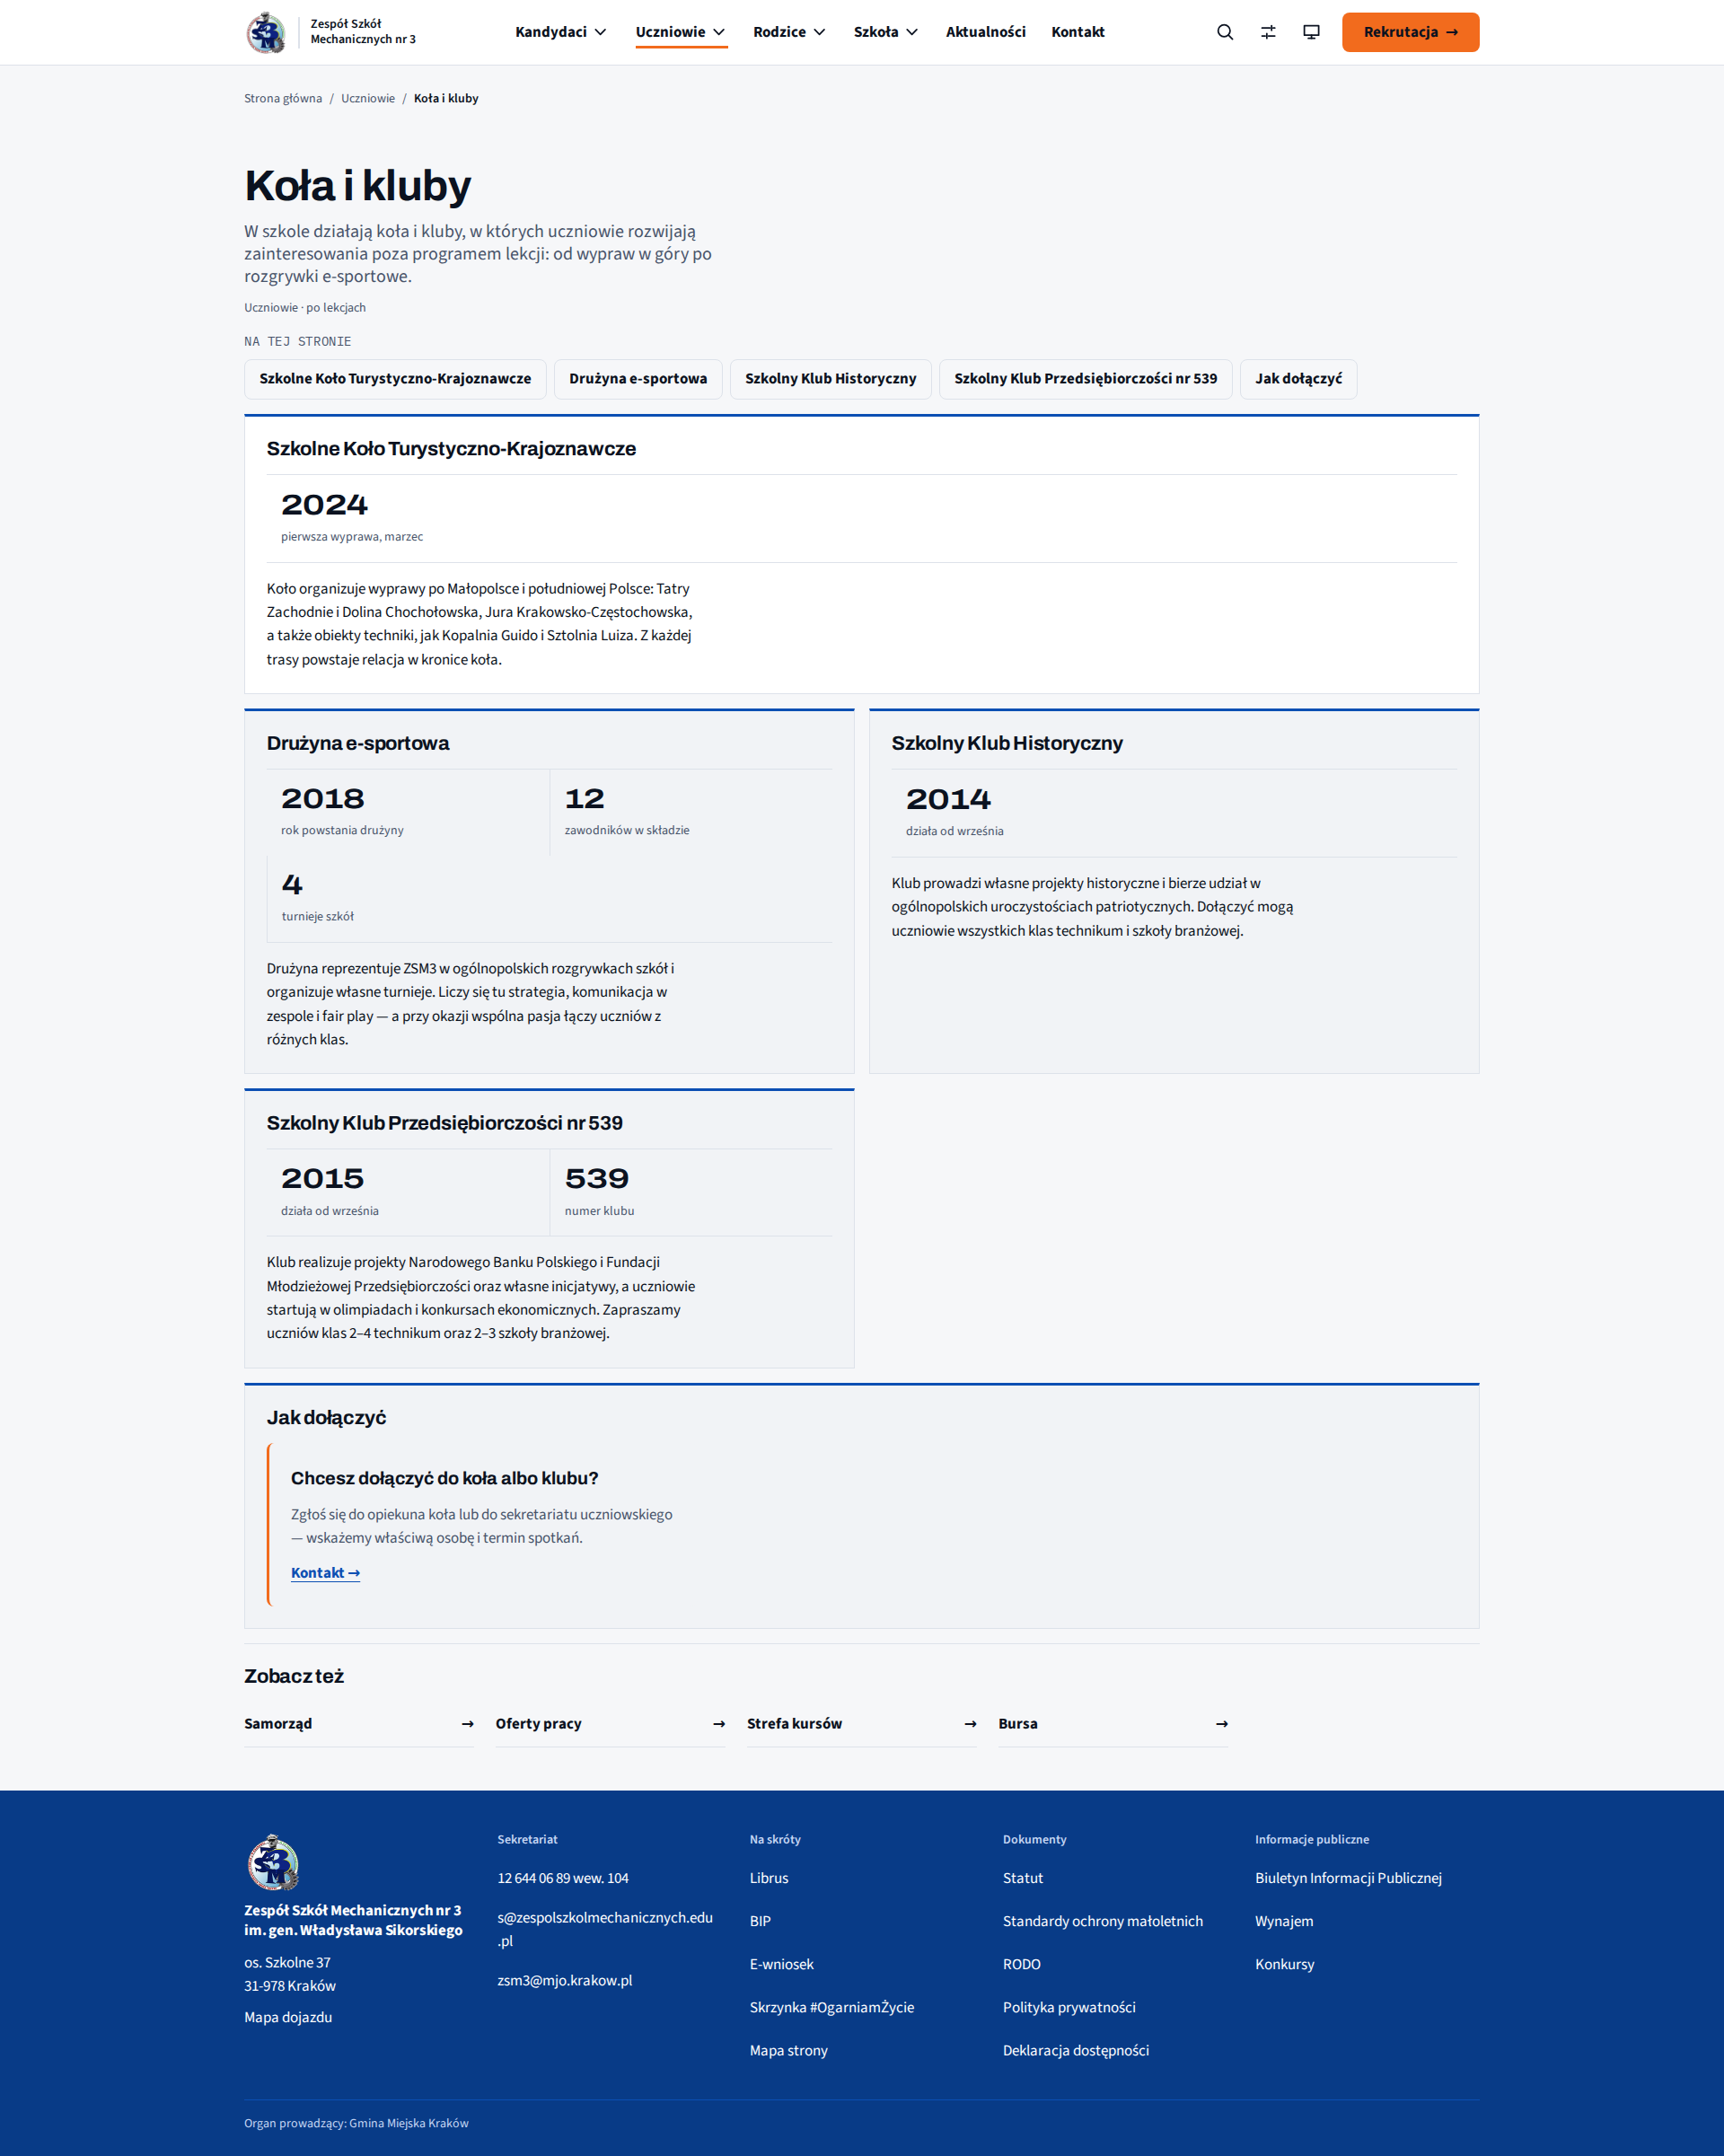 Zespół Szkół
Mechanicznych nr 3
Kandydaci
Uczniowie
Rodzice
Szkoła
Aktualności
Kontakt
Rekrutacja →
Strona główna / Uczniowie / Koła i kluby
Koła i kluby
W szkole działają koła i kluby, w których uczniowie rozwijają
zainteresowania poza programem lekcji: od wypraw w góry po
rozgrywki e-sportowe.
Uczniowie · po lekcjach
NA TEJ STRONIE
Szkolne Koło Turystyczno-Krajoznawcze
Drużyna e-sportowa
Szkolny Klub Historyczny
Szkolny Klub Przedsiębiorczości nr 539
Jak dołączyć
Szkolne Koło Turystyczno-Krajoznawcze
2024
pierwsza wyprawa, marzec
Koło organizuje wyprawy po Małopolsce i południowej Polsce: Tatry
Zachodnie i Dolina Chochołowska, Jura Krakowsko-Częstochowska,
a także obiekty techniki, jak Kopalnia Guido i Sztolnia Luiza. Z każdej
trasy powstaje relacja w kronice koła.
Drużyna e-sportowa
2018
rok powstania drużyny
12
zawodników w składzie
4
turnieje szkół
Drużyna reprezentuje ZSM3 w ogólnopolskich rozgrywkach szkół i
organizuje własne turnieje. Liczy się tu strategia, komunikacja w
zespole i fair play — a przy okazji wspólna pasja łączy uczniów z
różnych klas.
Szkolny Klub Historyczny
2014
działa od września
Klub prowadzi własne projekty historyczne i bierze udział w
ogólnopolskich uroczystościach patriotycznych. Dołączyć mogą
uczniowie wszystkich klas technikum i szkoły branżowej.
Szkolny Klub Przedsiębiorczości nr 539
2015
działa od września
539
numer klubu
Klub realizuje projekty Narodowego Banku Polskiego i Fundacji
Młodzieżowej Przedsiębiorczości oraz własne inicjatywy, a uczniowie
startują w olimpiadach i konkursach ekonomicznych. Zapraszamy
uczniów klas 2–4 technikum oraz 2–3 szkoły branżowej.
Jak dołączyć
Chcesz dołączyć do koła albo klubu?
Zgłoś się do opiekuna koła lub do sekretariatu uczniowskiego
— wskażemy właściwą osobę i termin spotkań.
Kontakt →
Zobacz też
Samorząd →
Oferty pracy →
Strefa kursów →
Bursa →
Zespół Szkół Mechanicznych nr 3
im. gen. Władysława Sikorskiego
os. Szkolne 37
31-978 Kraków
Mapa dojazdu
Sekretariat
12 644 06 89 wew. 104
s@zespolszkolmechanicznych.edu
.pl
zsm3@mjo.krakow.pl
Na skróty
Librus
BIP
E-wniosek
Skrzynka #OgarniamŻycie
Mapa strony
Dokumenty
Statut
Standardy ochrony małoletnich
RODO
Polityka prywatności
Deklaracja dostępności
Informacje publiczne
Biuletyn Informacji Publicznej
Wynajem
Konkursy
Organ prowadzący: Gmina Miejska Kraków